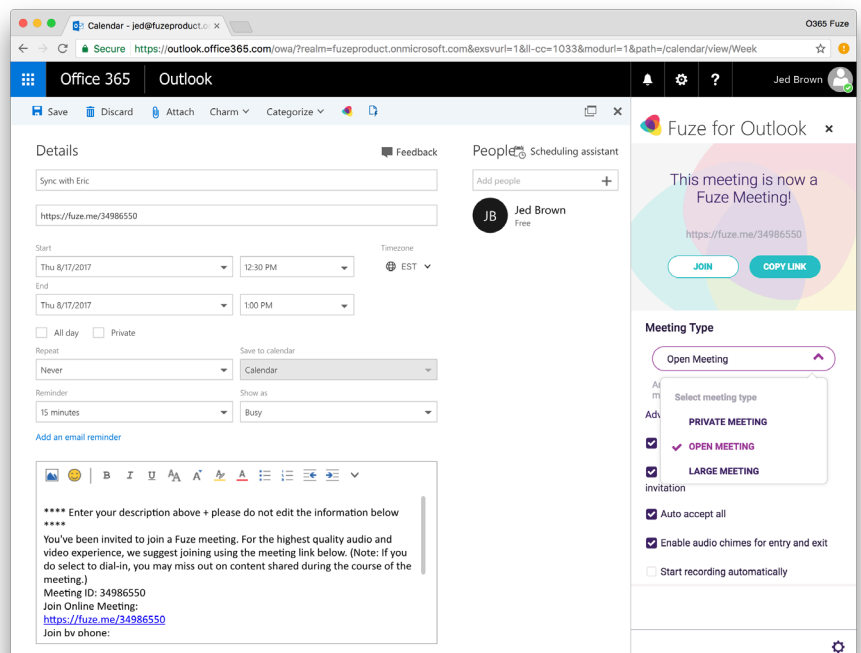 Calendar - jed@fuzeproduct.o
O365 Fuze
Secure https://outlook.office365.com/owa/?realm=fuzeproduct.onmicrosoft.com&exsvurl=1&ll-cc=1033&modurl=1&path=/calendar/view/Week
Office 365 Outlook
? Jed Brown
Save Discard Attach Charm Categorize
Details
Feedback
Sync with Eric
https://fuze.me/34986550
Start
Timezone
Thu 8/17/2017 12:30 PM EST
End
Thu 8/17/2017 1:00 PM
All day Private
Repeat Save to calendar
Never Calendar
Reminder Show as
15 minutes Busy
Add an email reminder
B I U AA A A
**** Enter your description above + please do not edit the information below
****
You've been invited to join a Fuze meeting. For the highest quality audio and
video experience, we suggest joining using the meeting link below. (Note: If you
do select to dial-in, you may miss out on content shared during the course of the
meeting.)
Meeting ID: 34986550
Join Online Meeting:
https://fuze.me/34986550
Join by phone:
People Scheduling assistant
Add people
JB Jed Brown
Free
Fuze for Outlook
This meeting is now a
Fuze Meeting!
https://fuze.me/34986550
JOIN COPY LINK
Meeting Type
Open Meeting
Select meeting type
PRIVATE MEETING
OPEN MEETING
LARGE MEETING
invitation
Auto accept all
Enable audio chimes for entry and exit
Start recording automatically